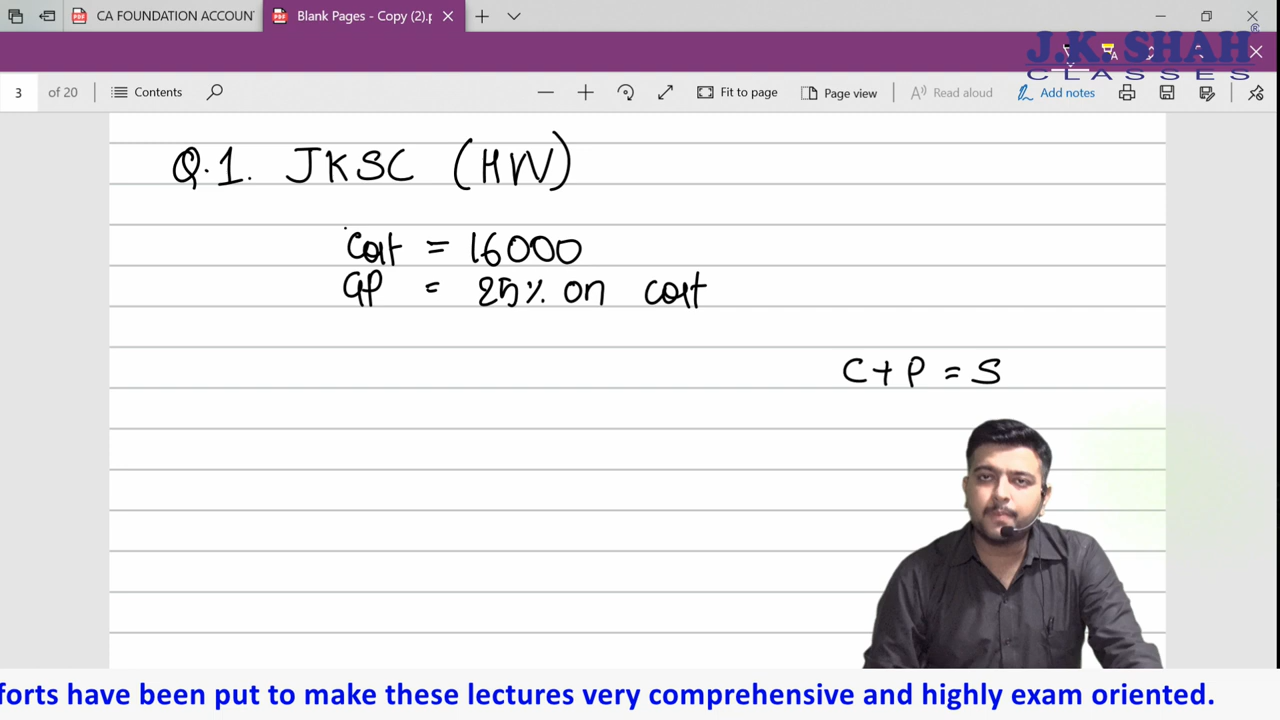 CA FOUNDATION ACCOUN
Blank Pages - Copy (2).p
J.K. SHAH®
CLASSES
3 of 20
Contents
Fit to page
Page view
Read aloud
Add notes
Q.1. JKSC (HW)
Cost = 16000
GP = 25% on cost
C + P = S
forts have been put to make these lectures very comprehensive and highly exam oriented.